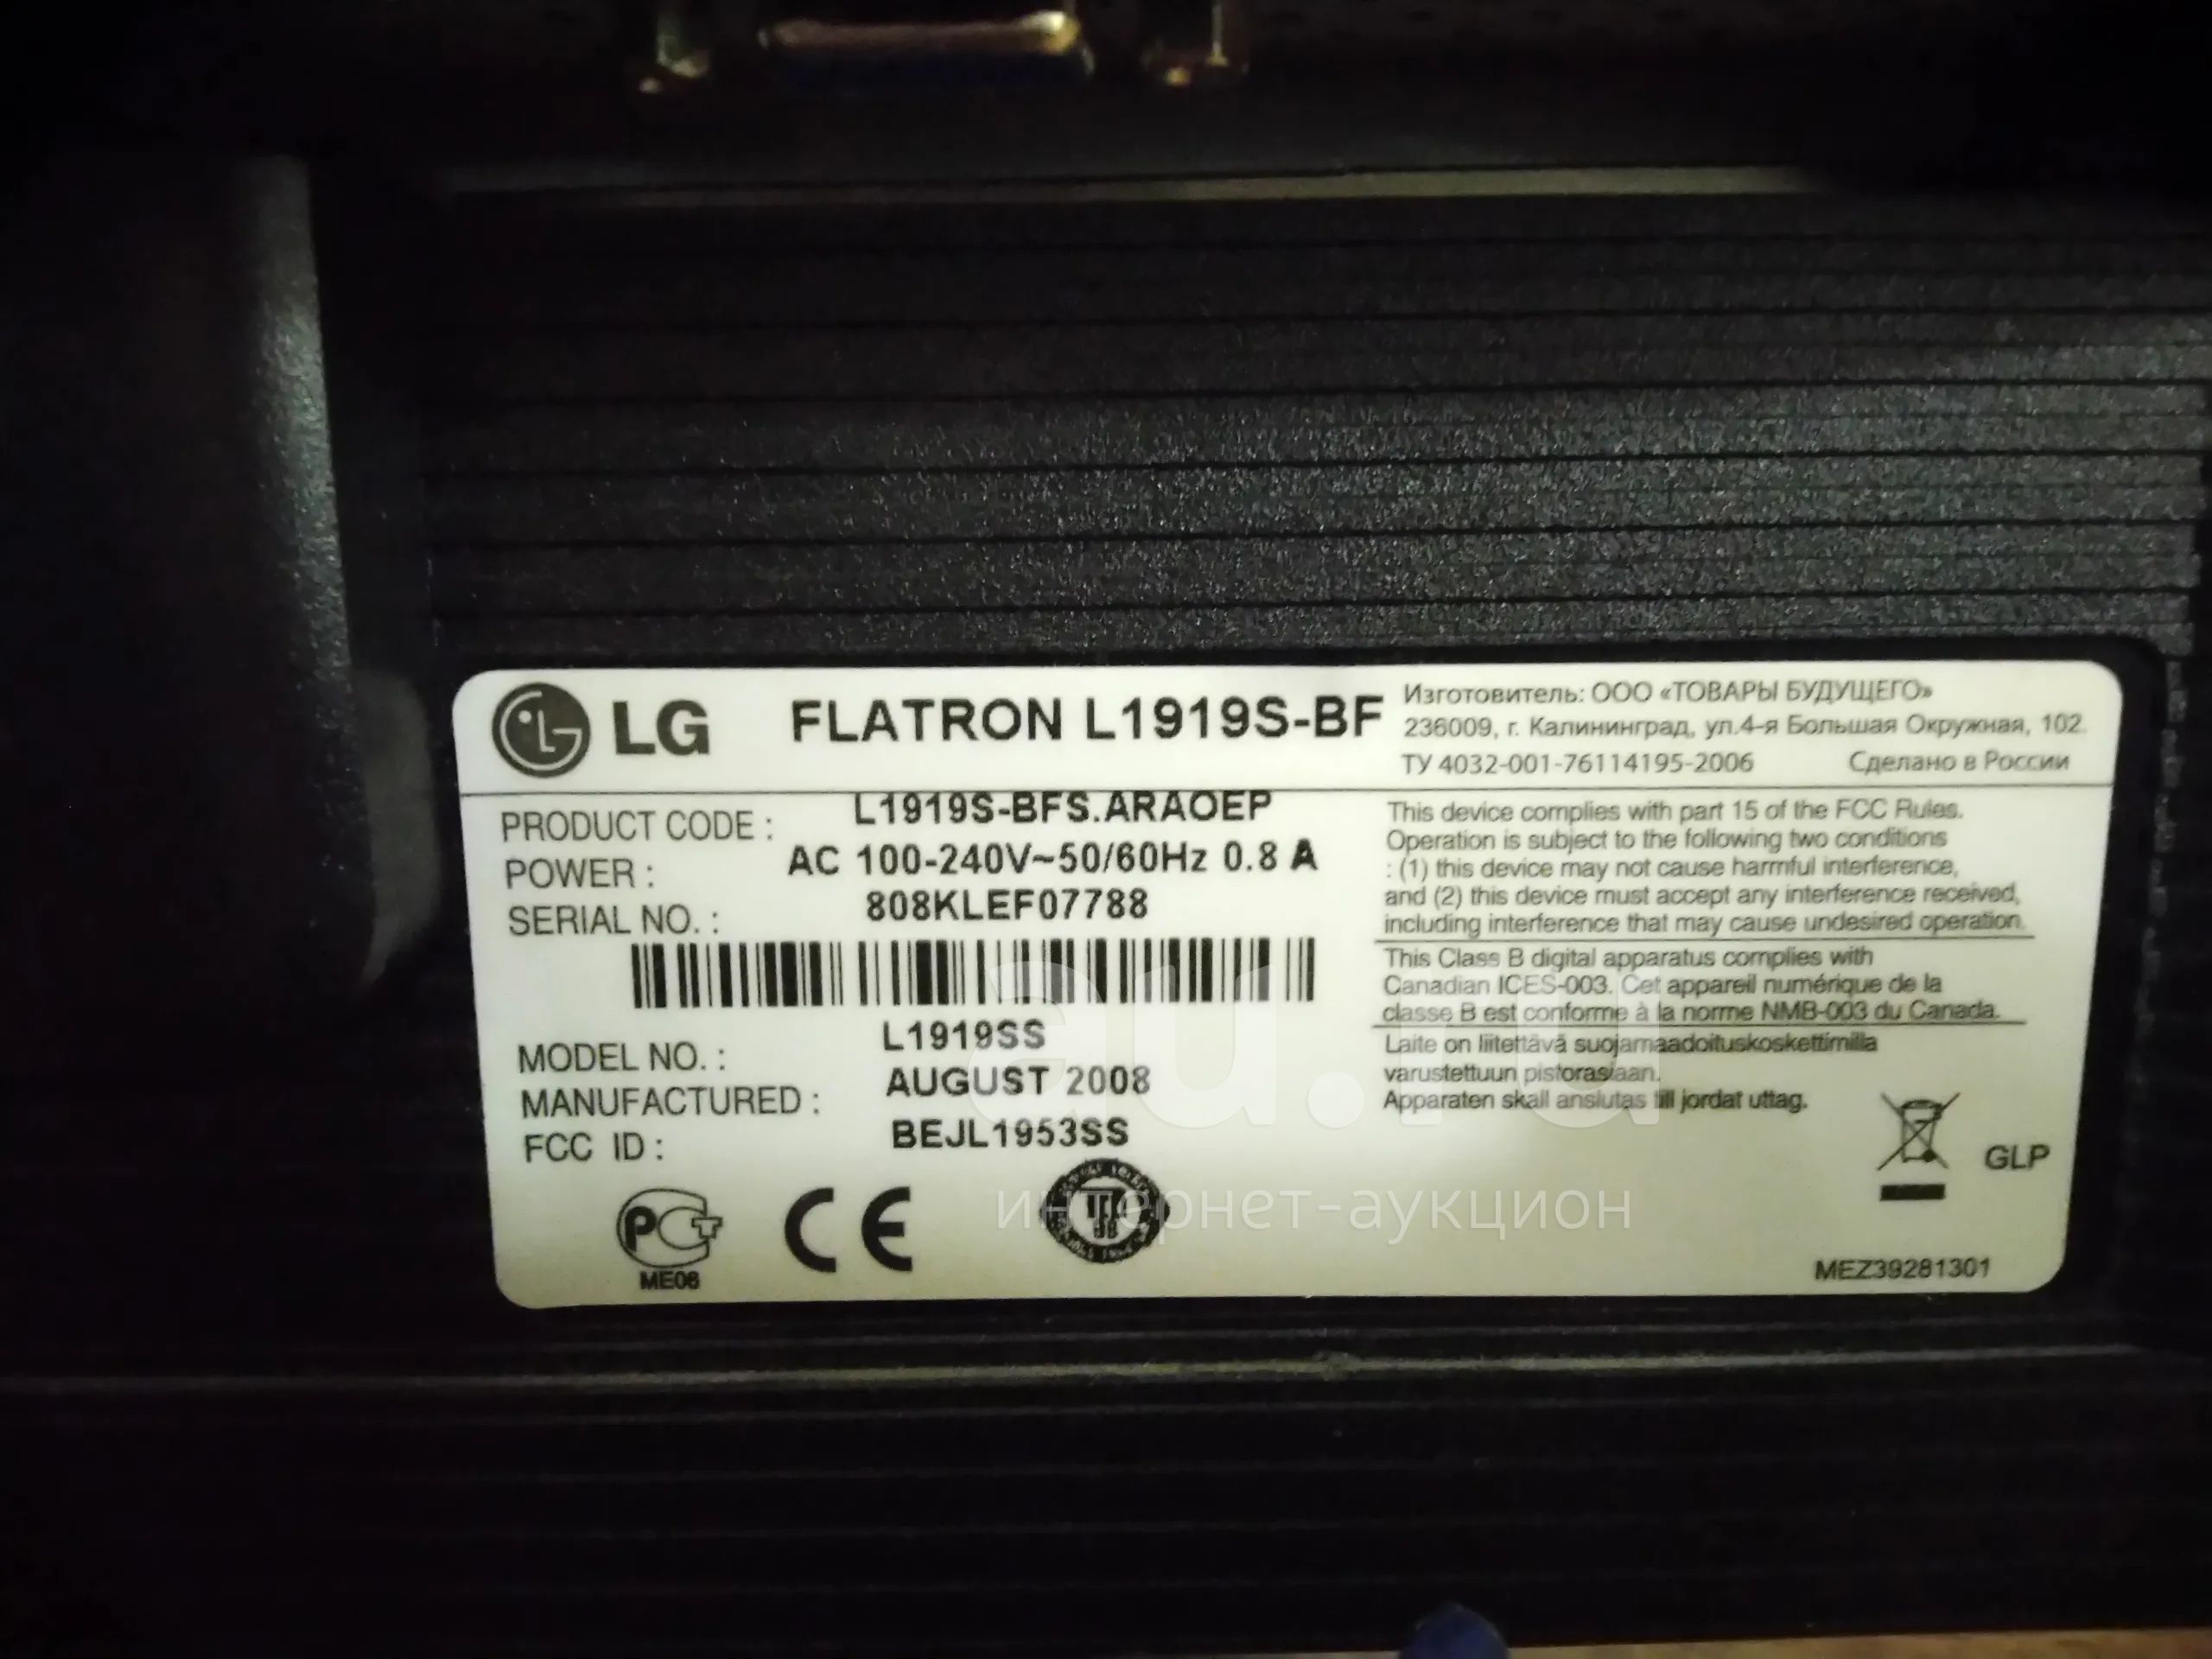 LG FLATRON L1919S-BF
Изготовитель: ООО «ТОВАРЫ БУДУЩЕГО»
236009, г. Калининград, ул.4-я Большая Окружная, 102.
ТУ 4032-001-76114195-2006 Сделано в России
PRODUCT CODE : L1919S-BFS.ARAOEP
POWER : AC 100-240V~50/60Hz 0.8 A
SERIAL NO. : 808KLEF07788
MODEL NO. : L1919SS
MANUFACTURED : AUGUST 2008
FCC ID : BEJL1953SS
This device complies with part 15 of the FCC Rules.
Operation is subject to the following two conditions
: (1) this device may not cause harmful interference,
and (2) this device must accept any interference received,
including interference that may cause undesired operation.
This Class B digital apparatus complies with
Canadian ICES-003. Cet appareil numérique de la
classe B est conforme à la norme NMB-003 du Canada.
Laite on liitettävä suojamaadoituskoskettimilla
varustettuun pistorasiaan.
Apparaten skall anslutas till jordat uttag.
GLP
PCT
ME06
CE
MEZ39281301
au.ru
интернет-аукцион